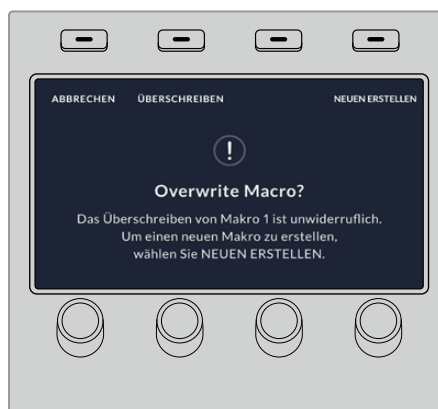 ABBRECHEN ÜBERSCHREIBEN NEUEN ERSTELLEN
Overwrite Macro?
Das Überschreiben von Makro 1 ist unwiderruflich.
Um einen neuen Makro zu erstellen,
wählen Sie NEUEN ERSTELLEN.